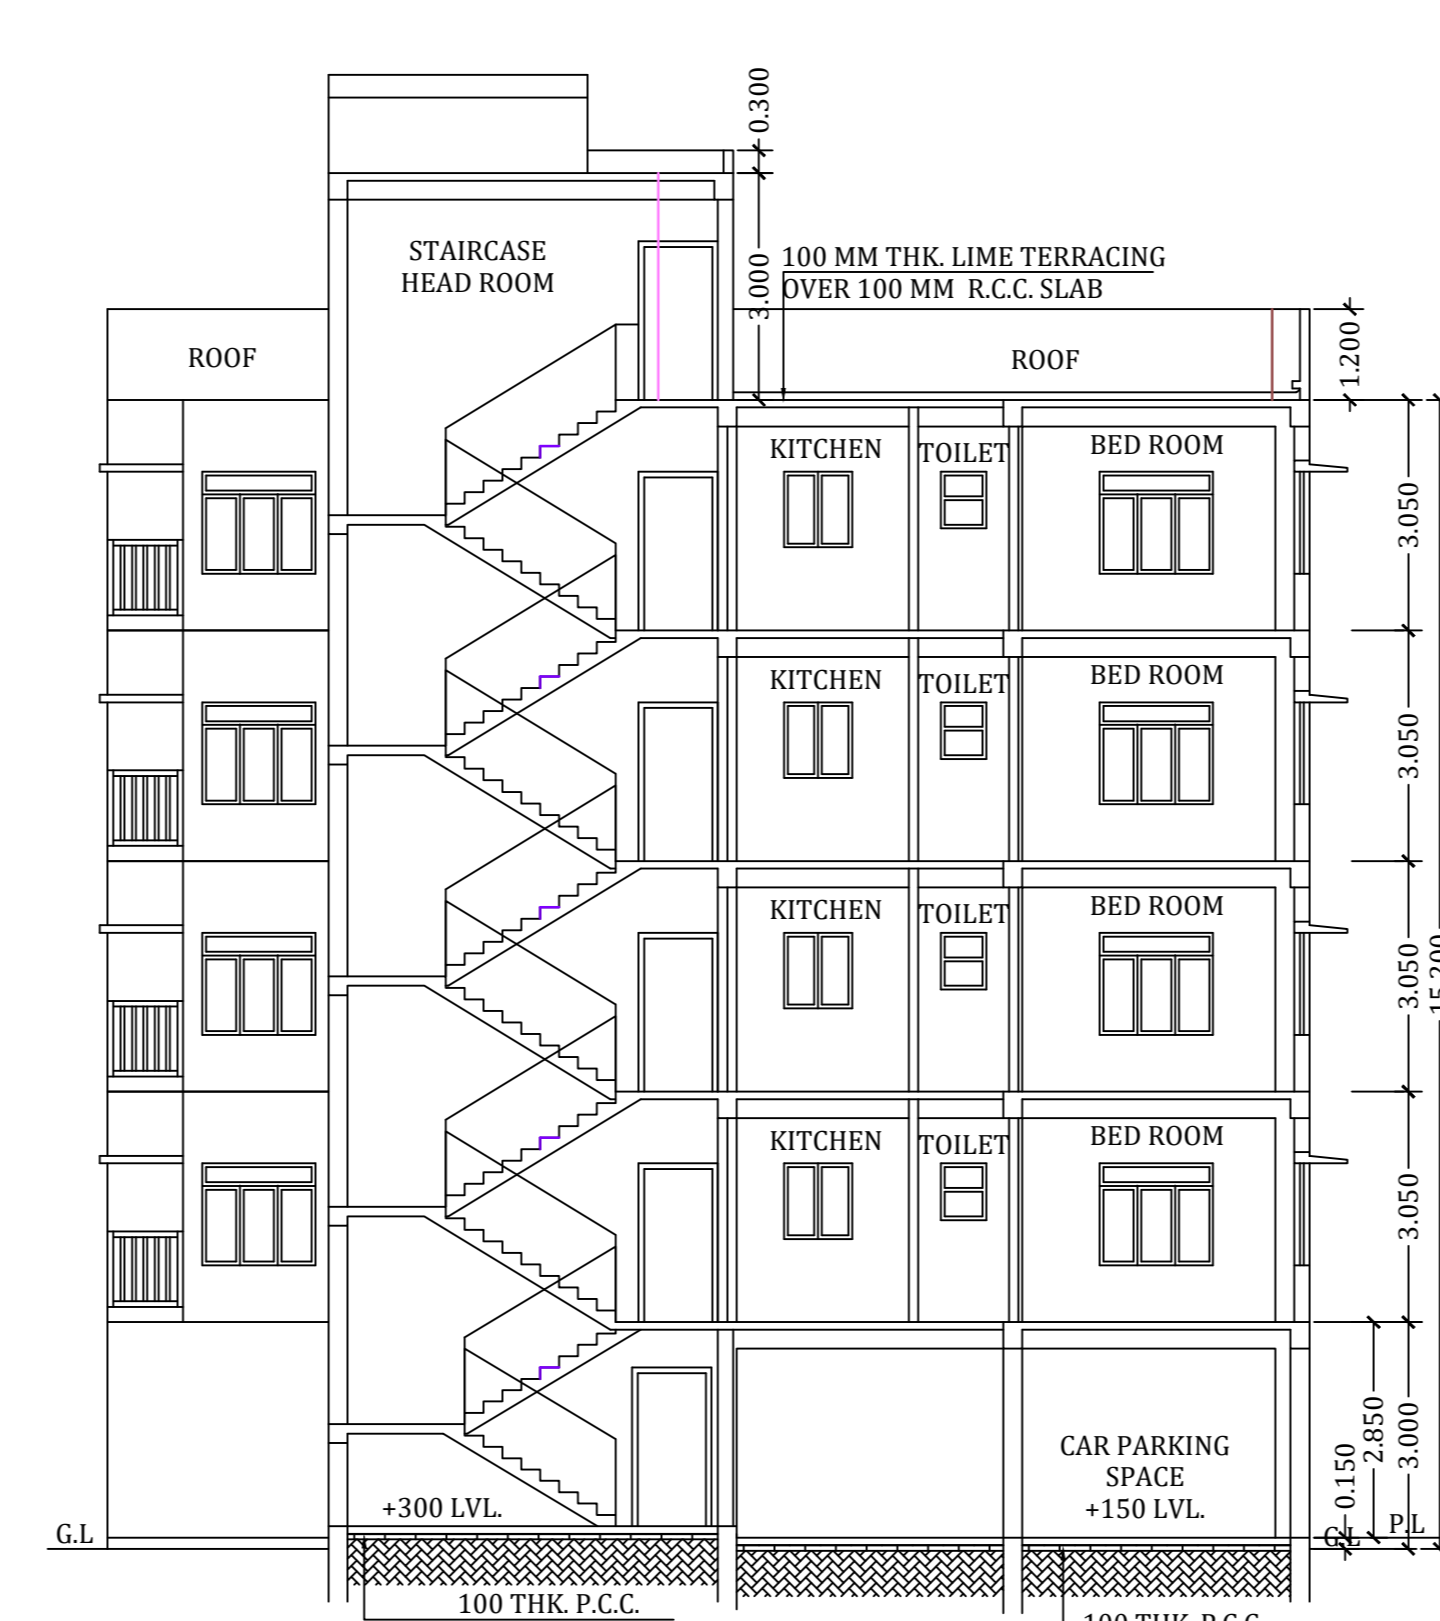 0.300
STAIRCASE
HEAD ROOM
3.000
100 MM THK. LIME TERRACING
OVER 100 MM R.C.C. SLAB
ROOF
ROOF
1.200
KITCHEN
TOILET
BED ROOM
3.050
KITCHEN
TOILET
BED ROOM
3.050
KITCHEN
TOILET
BED ROOM
3.050
KITCHEN
TOILET
BED ROOM
3.050
CAR PARKING
SPACE
+150 LVL.
+300 LVL.
0.150
2.850
3.000
G.L
G.L
P.L
100 THK. P.C.C.